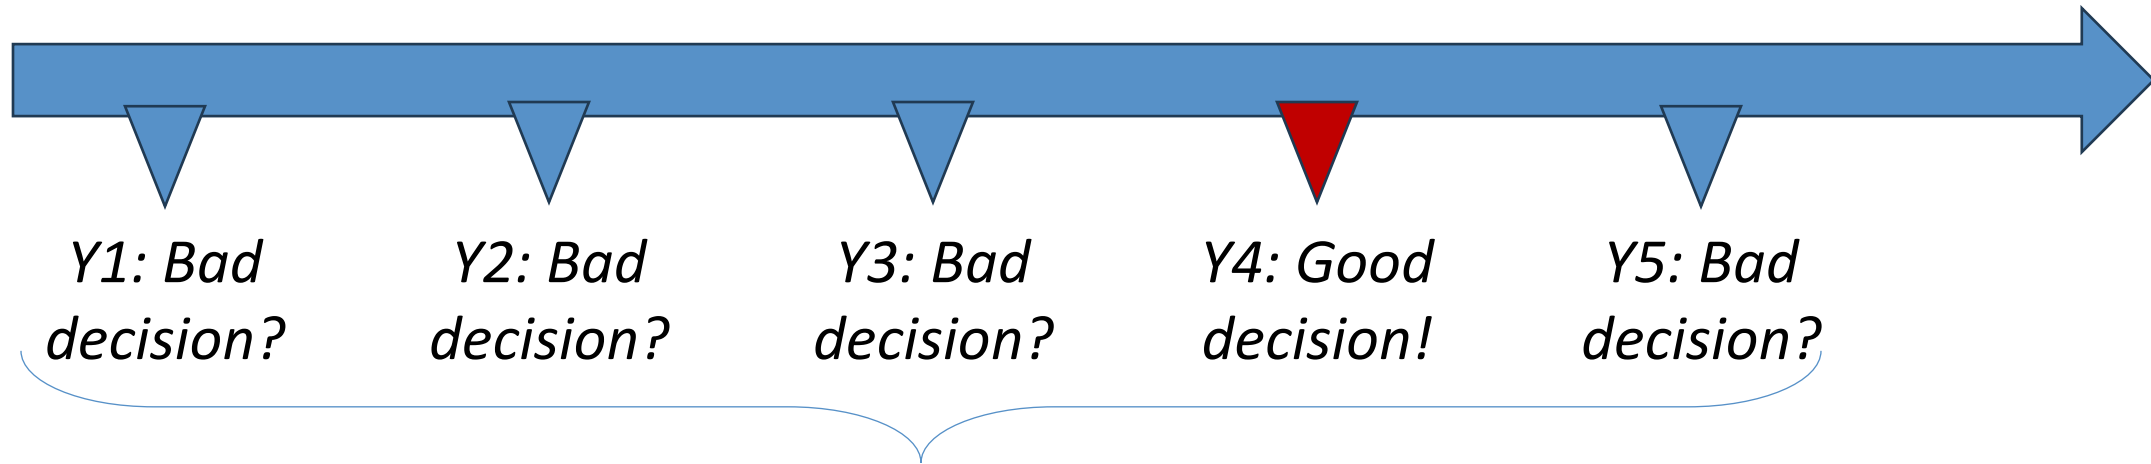 Y1: Bad
decision?
Y2: Bad
decision?
Y3: Bad
decision?
Y4: Good
decision!
Y5: Bad
decision?